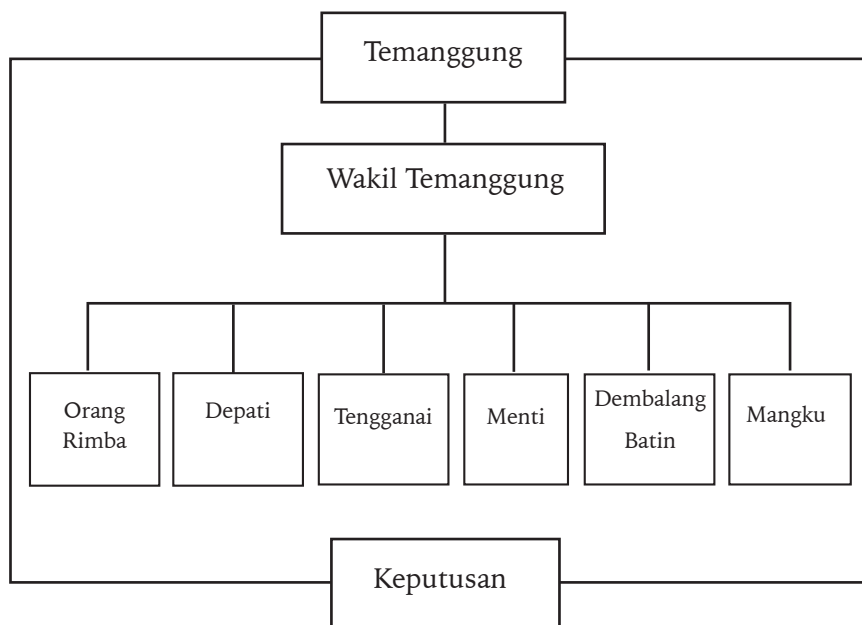 Temanggung
Wakil Temanggung
Orang
Rimba
Depati
Tengganai
Menti
Dembalang
Batin
Mangku
Keputusan